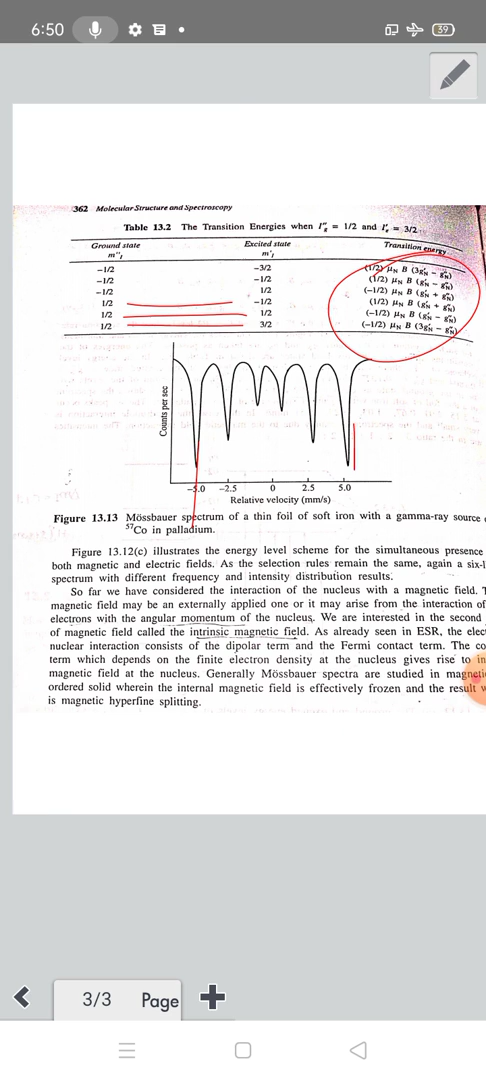 6:50
39
362 Molecular Structure and Spectroscopy
Table 13.2 The Transition Energies when I″g = 1/2 and I′e = 3/2
Ground state Excited state Transition energy
m″I m′I
−1/2 −3/2 (1/2) μN B (3g′N − g″N)
−1/2 −1/2 (1/2) μN B (g′N − g″N)
−1/2 1/2 (−1/2) μN B (g′N + g″N)
1/2 −1/2 (1/2) μN B (g′N + g″N)
1/2 1/2 (−1/2) μN B (g′N − g″N)
1/2 3/2 (−1/2) μN B (3g′N − g″N)
Counts per sec
−5.0 −2.5 0 2.5 5.0
Relative velocity (mm/s)
Figure 13.13 Mössbauer spectrum of a thin foil of soft iron with a gamma-ray source
57Co in palladium.
Figure 13.12(c) illustrates the energy level scheme for the simultaneous presence
both magnetic and electric fields. As the selection rules remain the same, again a six-l
spectrum with different frequency and intensity distribution results.
So far we have considered the interaction of the nucleus with a magnetic field. T
magnetic field may be an externally applied one or it may arise from the interaction of
electrons with the angular momentum of the nucleus. We are interested in the second
of magnetic field called the intrinsic magnetic field. As already seen in ESR, the elec
nuclear interaction consists of the dipolar term and the Fermi contact term. The co
term which depends on the finite electron density at the nucleus gives rise to in
magnetic field at the nucleus. Generally Mössbauer spectra are studied in magneti
ordered solid wherein the internal magnetic field is effectively frozen and the result w
is magnetic hyperfine splitting.
3/3 Page